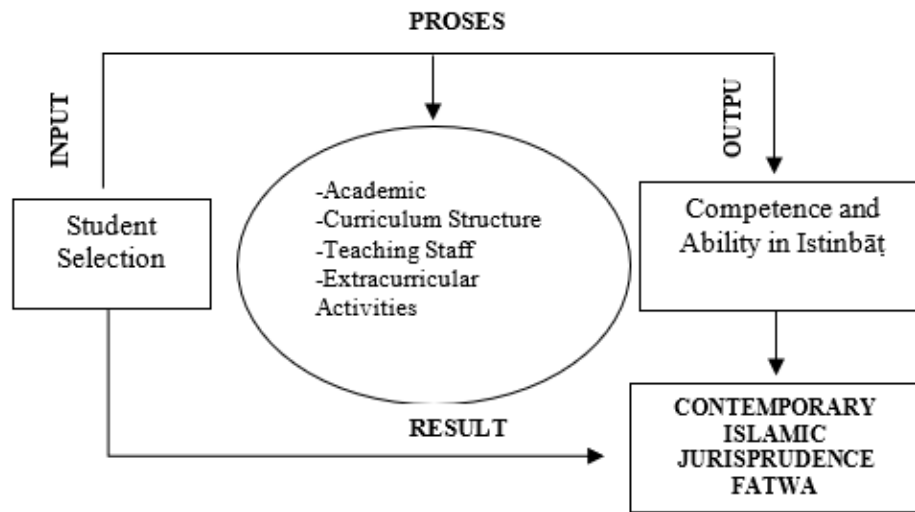 PROSES
INPUT
OUTPU
-Academic
-Curriculum Structure
-Teaching Staff
-Extracurricular
Activities
Student
Selection
Competence and
Ability in Istinbāṭ
RESULT
CONTEMPORARY
ISLAMIC
JURISPRUDENCE
FATWA